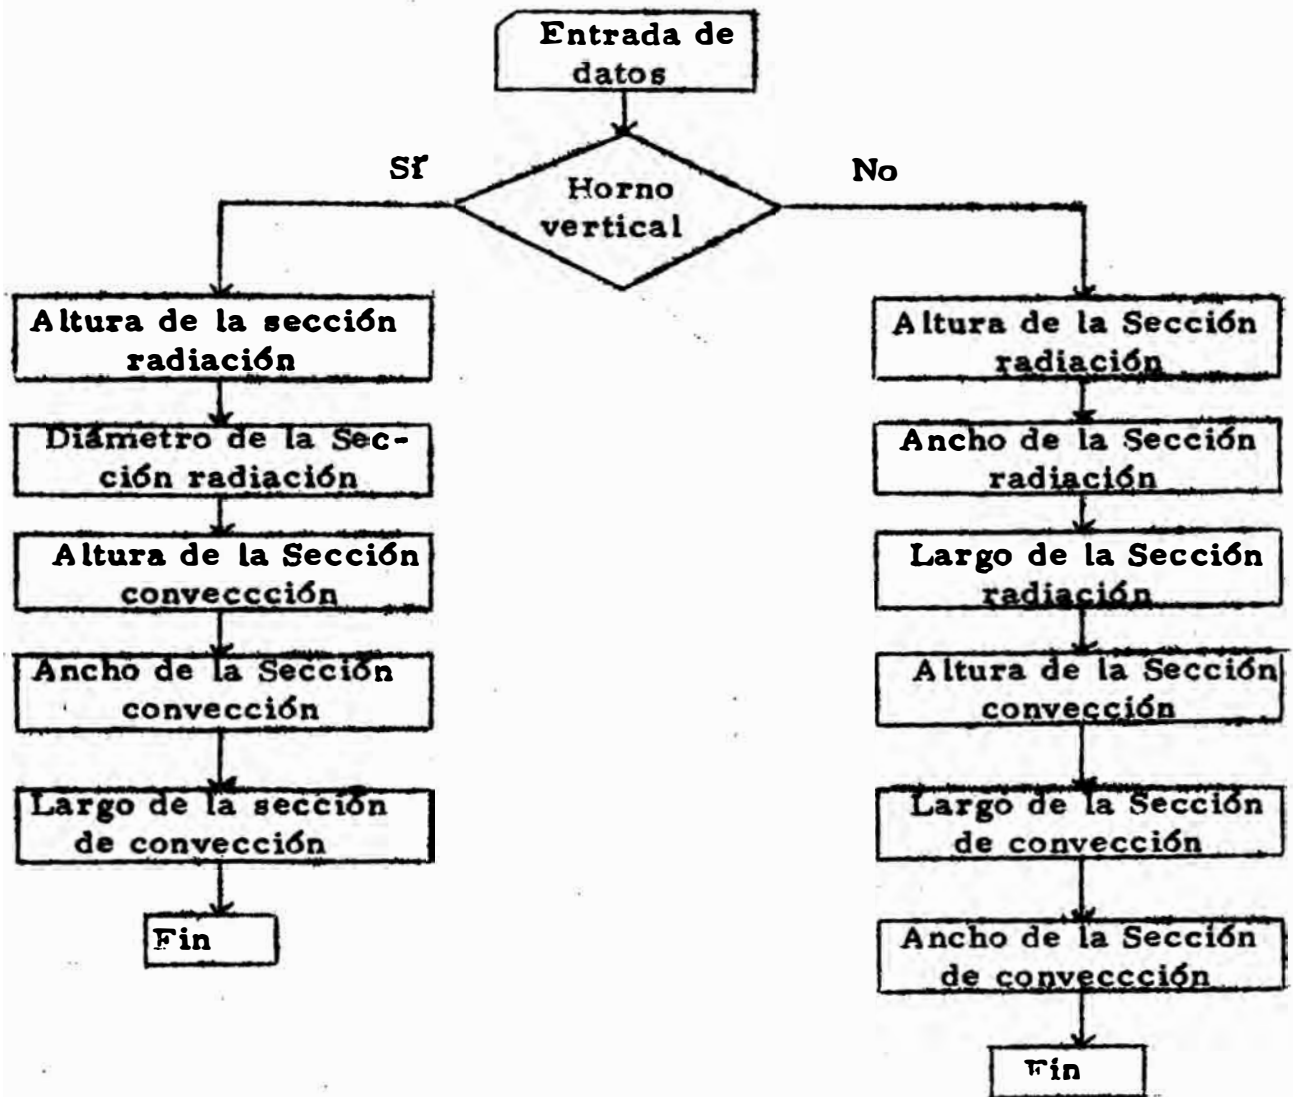 Entrada de
datos
Sí
No
Horno
vertical
Altura de la sección
radiación
Diámetro de la Sec-
ción radiación
Altura de la Sección
conveccción
Ancho de la Sección
convección
Largo de la sección
de convección
Fin
Altura de la Sección
radiación
Ancho de la Sección
radiación
Largo de la Sección
radiación
Altura de la Sección
convección
Largo de la Sección
de convección
Ancho de la Sección
de conveccción
Fin